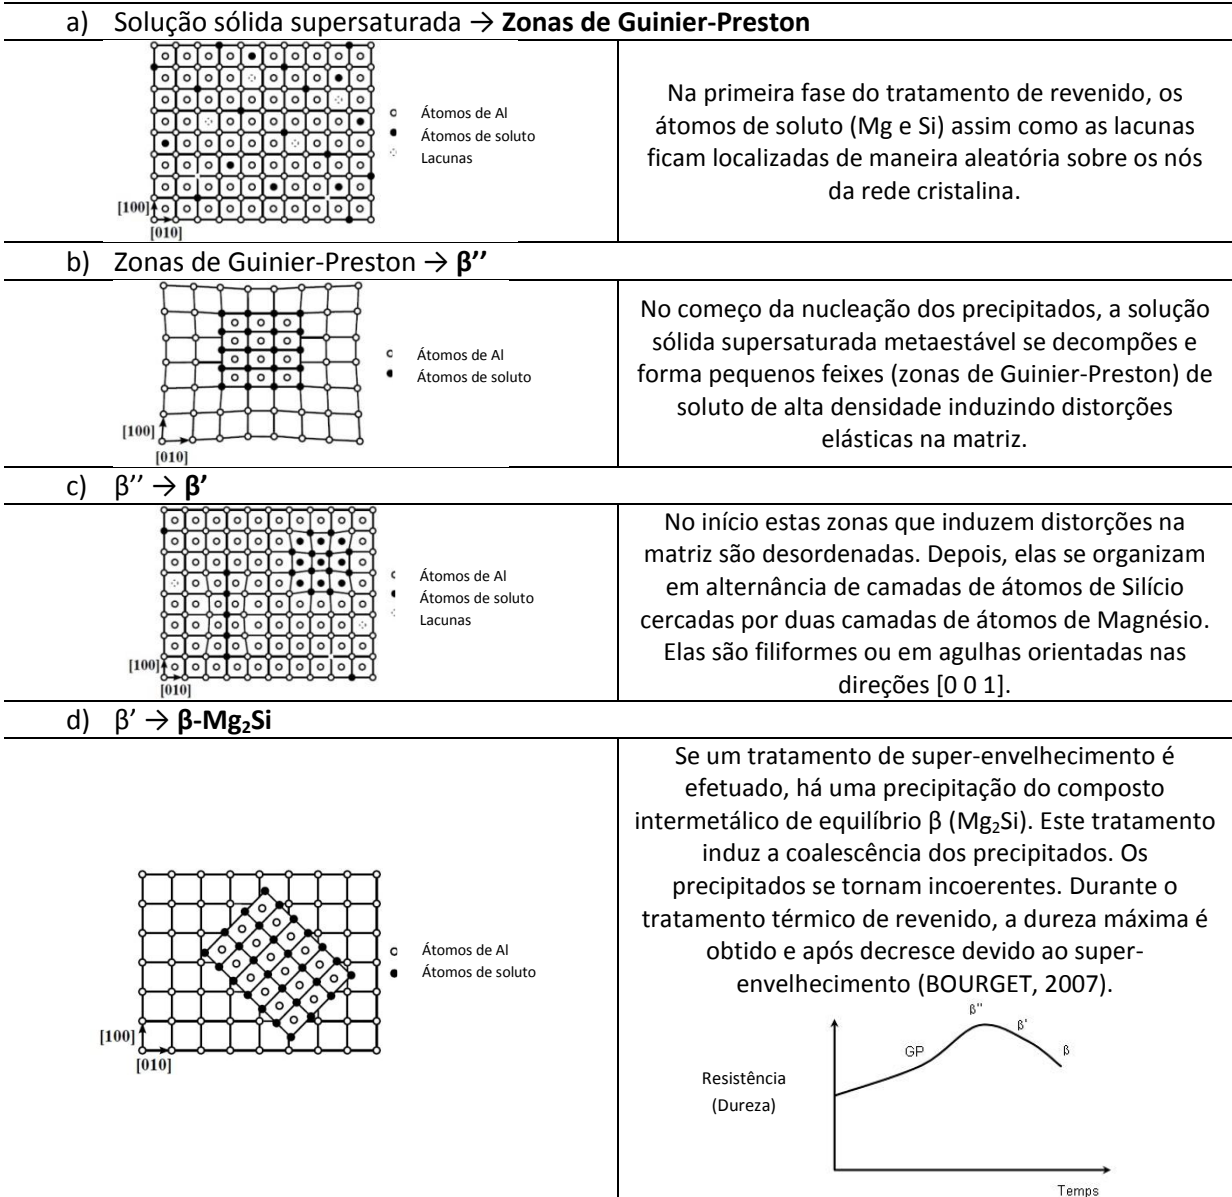 a) Solução sólida supersaturada → Zonas de Guinier-Preston
Átomos de Al
Átomos de soluto
Lacunas
[100]
[010]
Na primeira fase do tratamento de revenido, os
átomos de soluto (Mg e Si) assim como as lacunas
ficam localizadas de maneira aleatória sobre os nós
da rede cristalina.
b) Zonas de Guinier-Preston → β’’
Átomos de Al
Átomos de soluto
[100]
[010]
No começo da nucleação dos precipitados, a solução
sólida supersaturada metaestável se decompões e
forma pequenos feixes (zonas de Guinier-Preston) de
soluto de alta densidade induzindo distorções
elásticas na matriz.
c) β’’ → β’
Átomos de Al
Átomos de soluto
Lacunas
[100]
[010]
No início estas zonas que induzem distorções na
matriz são desordenadas. Depois, elas se organizam
em alternância de camadas de átomos de Silício
cercadas por duas camadas de átomos de Magnésio.
Elas são filiformes ou em agulhas orientadas nas
direções [0 0 1].
d) β’ → β-Mg₂Si
Átomos de Al
Átomos de soluto
[100]
[010]
Se um tratamento de super-envelhecimento é
efetuado, há uma precipitação do composto
intermetálico de equilíbrio β (Mg₂Si). Este tratamento
induz a coalescência dos precipitados. Os
precipitados se tornam incoerentes. Durante o
tratamento térmico de revenido, a dureza máxima é
obtido e após decresce devido ao super-
envelhecimento (BOURGET, 2007).
β''
β'
GP
β
Resistência
(Dureza)
Temps